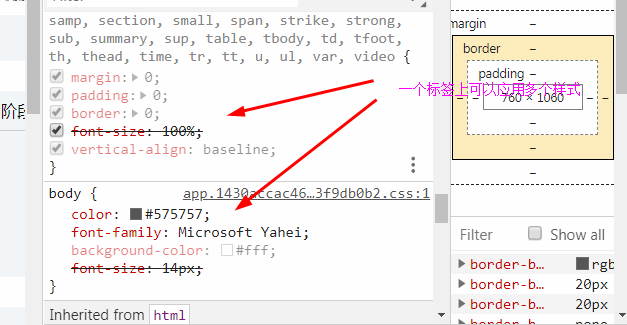 samp, section, small, span, strike, strong,
sub, summary, sup, table, tbody, td, tfoot,
th, thead, time, tr, tt, u, ul, var, video {
margin: 0;
padding: 0;
border: 0;
font-size: 100%;
vertical-align: baseline;
}
body {
app.1430accac46…3f9db0b2.css:1
color: #575757;
font-family: Microsoft Yahei;
background-color: #fff;
font-size: 14px;
}
Inherited from html
阶段
一个标签上可以应用多个样式
margin –
border –
padding –
– – 760 × 1060 – –
–
–
–
Filter Show all
border-b… rgb
border-b… 20px
border-b… 20px